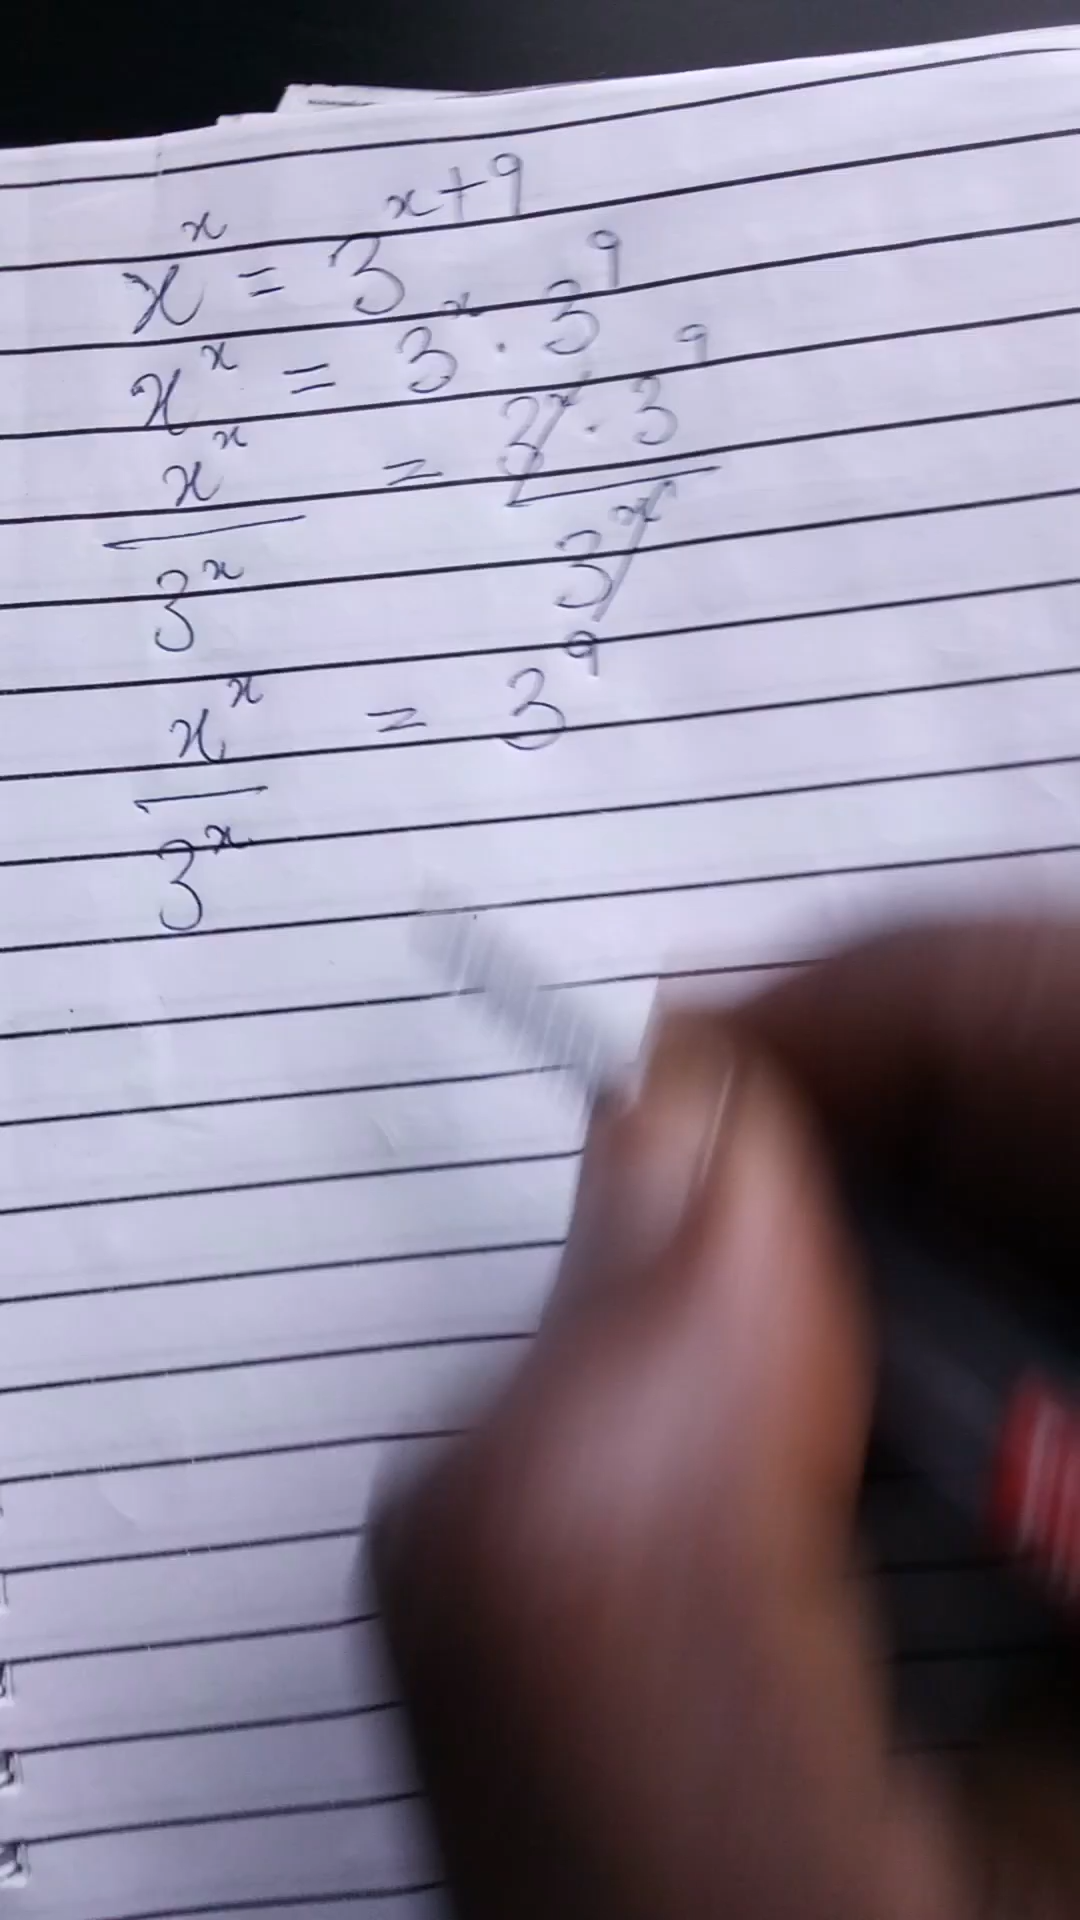 x^x = 3^{x+9}
x^x = 3^x · 3^9
x^x / 3^x = 3^x · 3^9 / 3^x
x^x / 3^x = 3^9